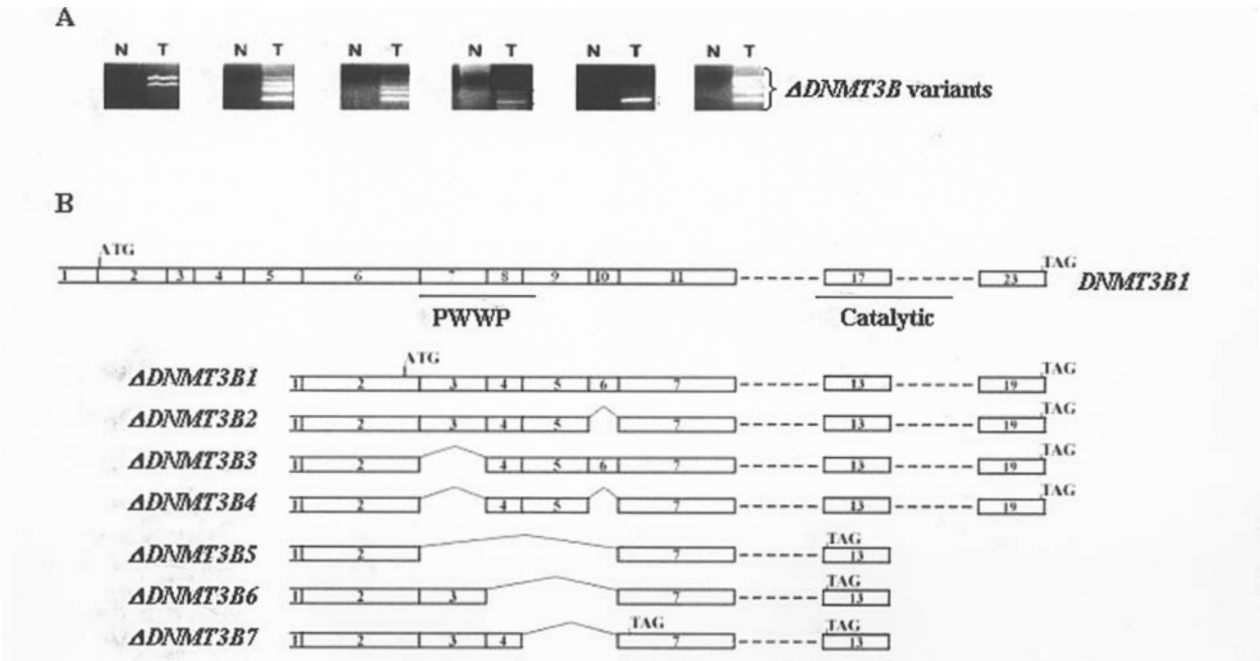 A
N T N T N T N T N T N T
ΔDNMT3B variants
B
ATG
TAG
1 2 3 4 5 6 7 8 9 10 11 17 23 DNMT3B1
PWWP Catalytic
ATG
TAG
ΔDNMT3B1 1 2 3 4 5 6 7 13 19
TAG
ΔDNMT3B2 1 2 3 4 5 7 13 19
TAG
ΔDNMT3B3 1 2 4 5 6 7 13 19
TAG
ΔDNMT3B4 1 2 4 5 7 13 19
TAG
ΔDNMT3B5 1 2 7 13
TAG
ΔDNMT3B6 1 2 3 7 13
TAG TAG
ΔDNMT3B7 1 2 3 4 7 13